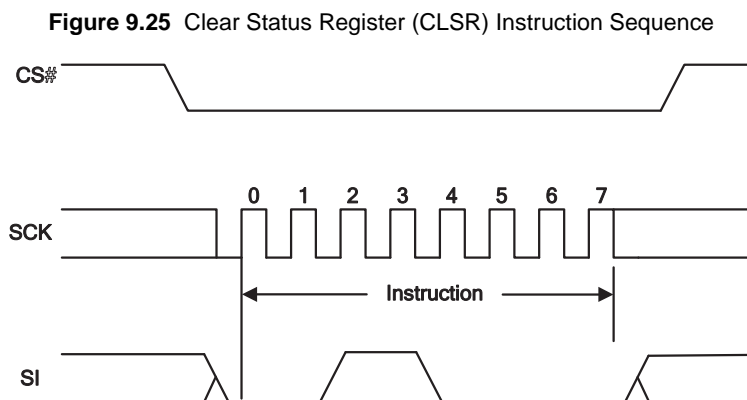 Figure 9.25 Clear Status Register (CLSR) Instruction Sequence
CS#
0 1 2 3 4 5 6 7
SCK
Instruction
SI